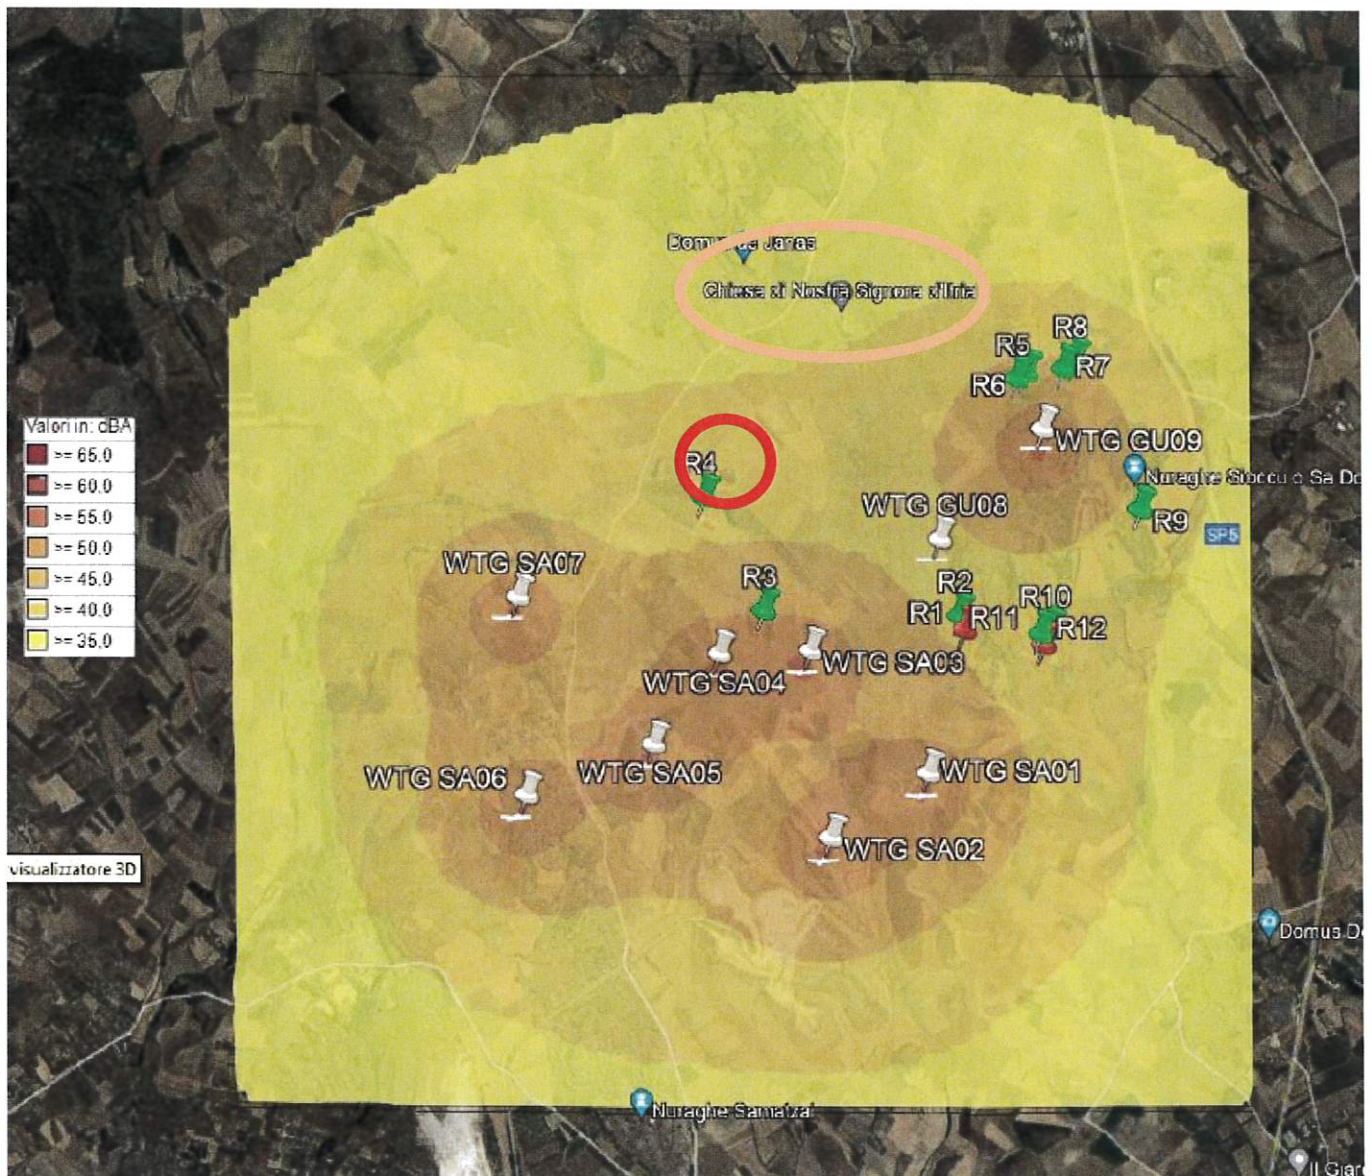 Domus de Janas
Chiesa di Nostra Signora d'Itria
R8
R5
R7
R6
Valori in: dBA
>= 65,0
>= 60,0
>= 55,0
>= 50,0
>= 45,0
>= 40,0
>= 35,0
WTG GU09
R4
Nuraghe Sioccu o Sa Do
WTG GU08
R9
SP5
WTG SA07
R3
R2
R10
R1
R11
R12
WTG SA03
WTG SA04
WTG SA06
WTG SA05
WTG SA01
WTG SA02
visualizzatore 3D
Domus De
Nuraghe Samatzai
Il Giar